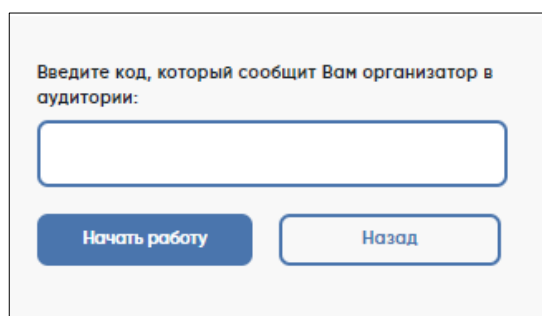 Введите код, который сообщит Вам организатор в
аудитории:
Начать работу
Назад